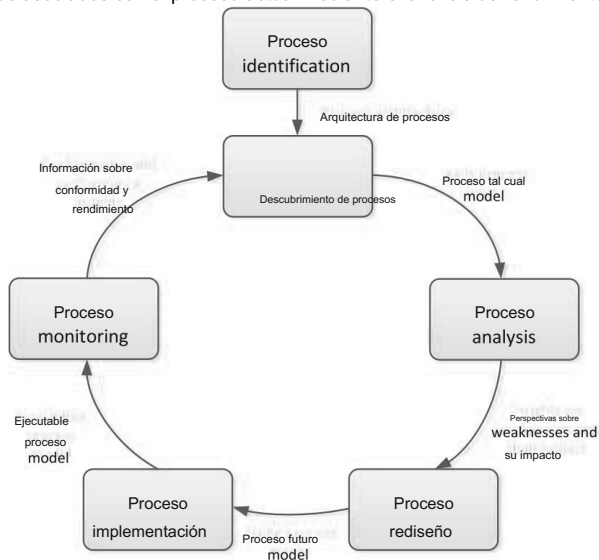 Proceso
identification
Arquitectura de procesos
Descubrimiento de procesos
Proceso tal cual
model
Proceso
analysis
Perspectivas sobre
weaknesses and
su impacto
Proceso
rediseño
Proceso futuro
model
Proceso
implementación
Ejecutable
proceso
model
Proceso
monitoring
Información sobre
conformidad y
rendimiento